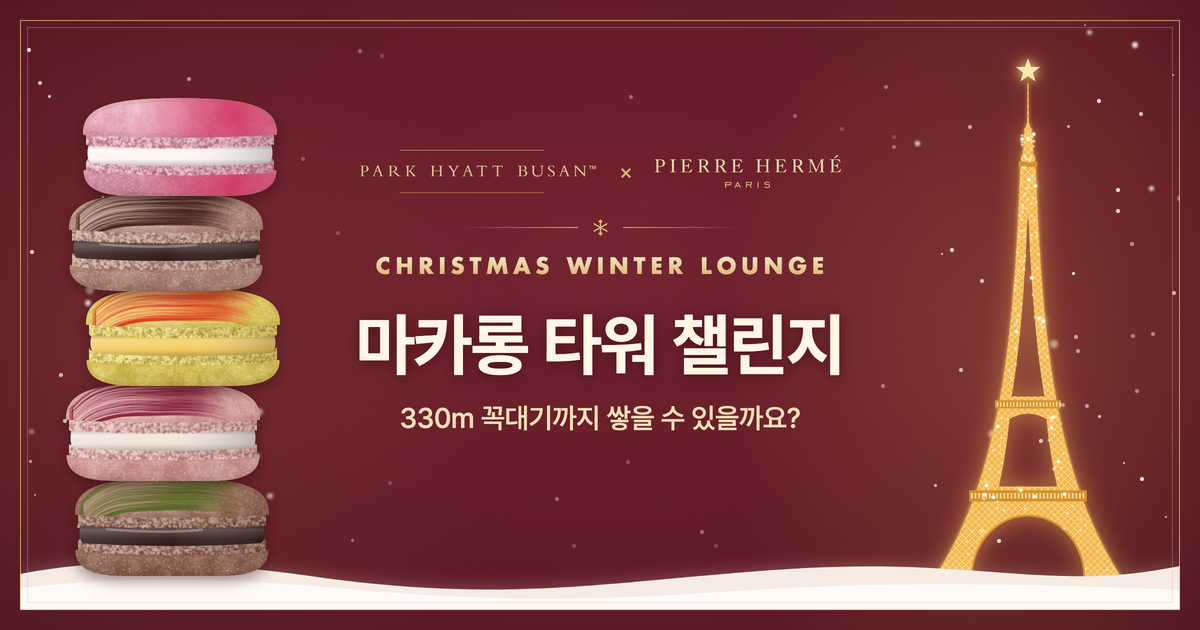 PARK HYATT BUSAN™ × PIERRE HERMÉ
PARIS
CHRISTMAS WINTER LOUNGE
마카롱 타워 챌린지
330m 꼭대기까지 쌓을 수 있을까요?